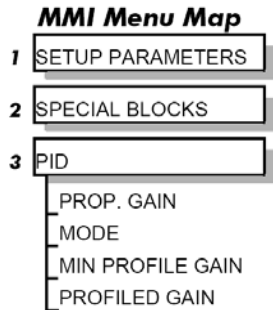 MMI Menu Map
1 SETUP PARAMETERS
2 SPECIAL BLOCKS
3 PID
PROP. GAIN
MODE
MIN PROFILE GAIN
PROFILED GAIN